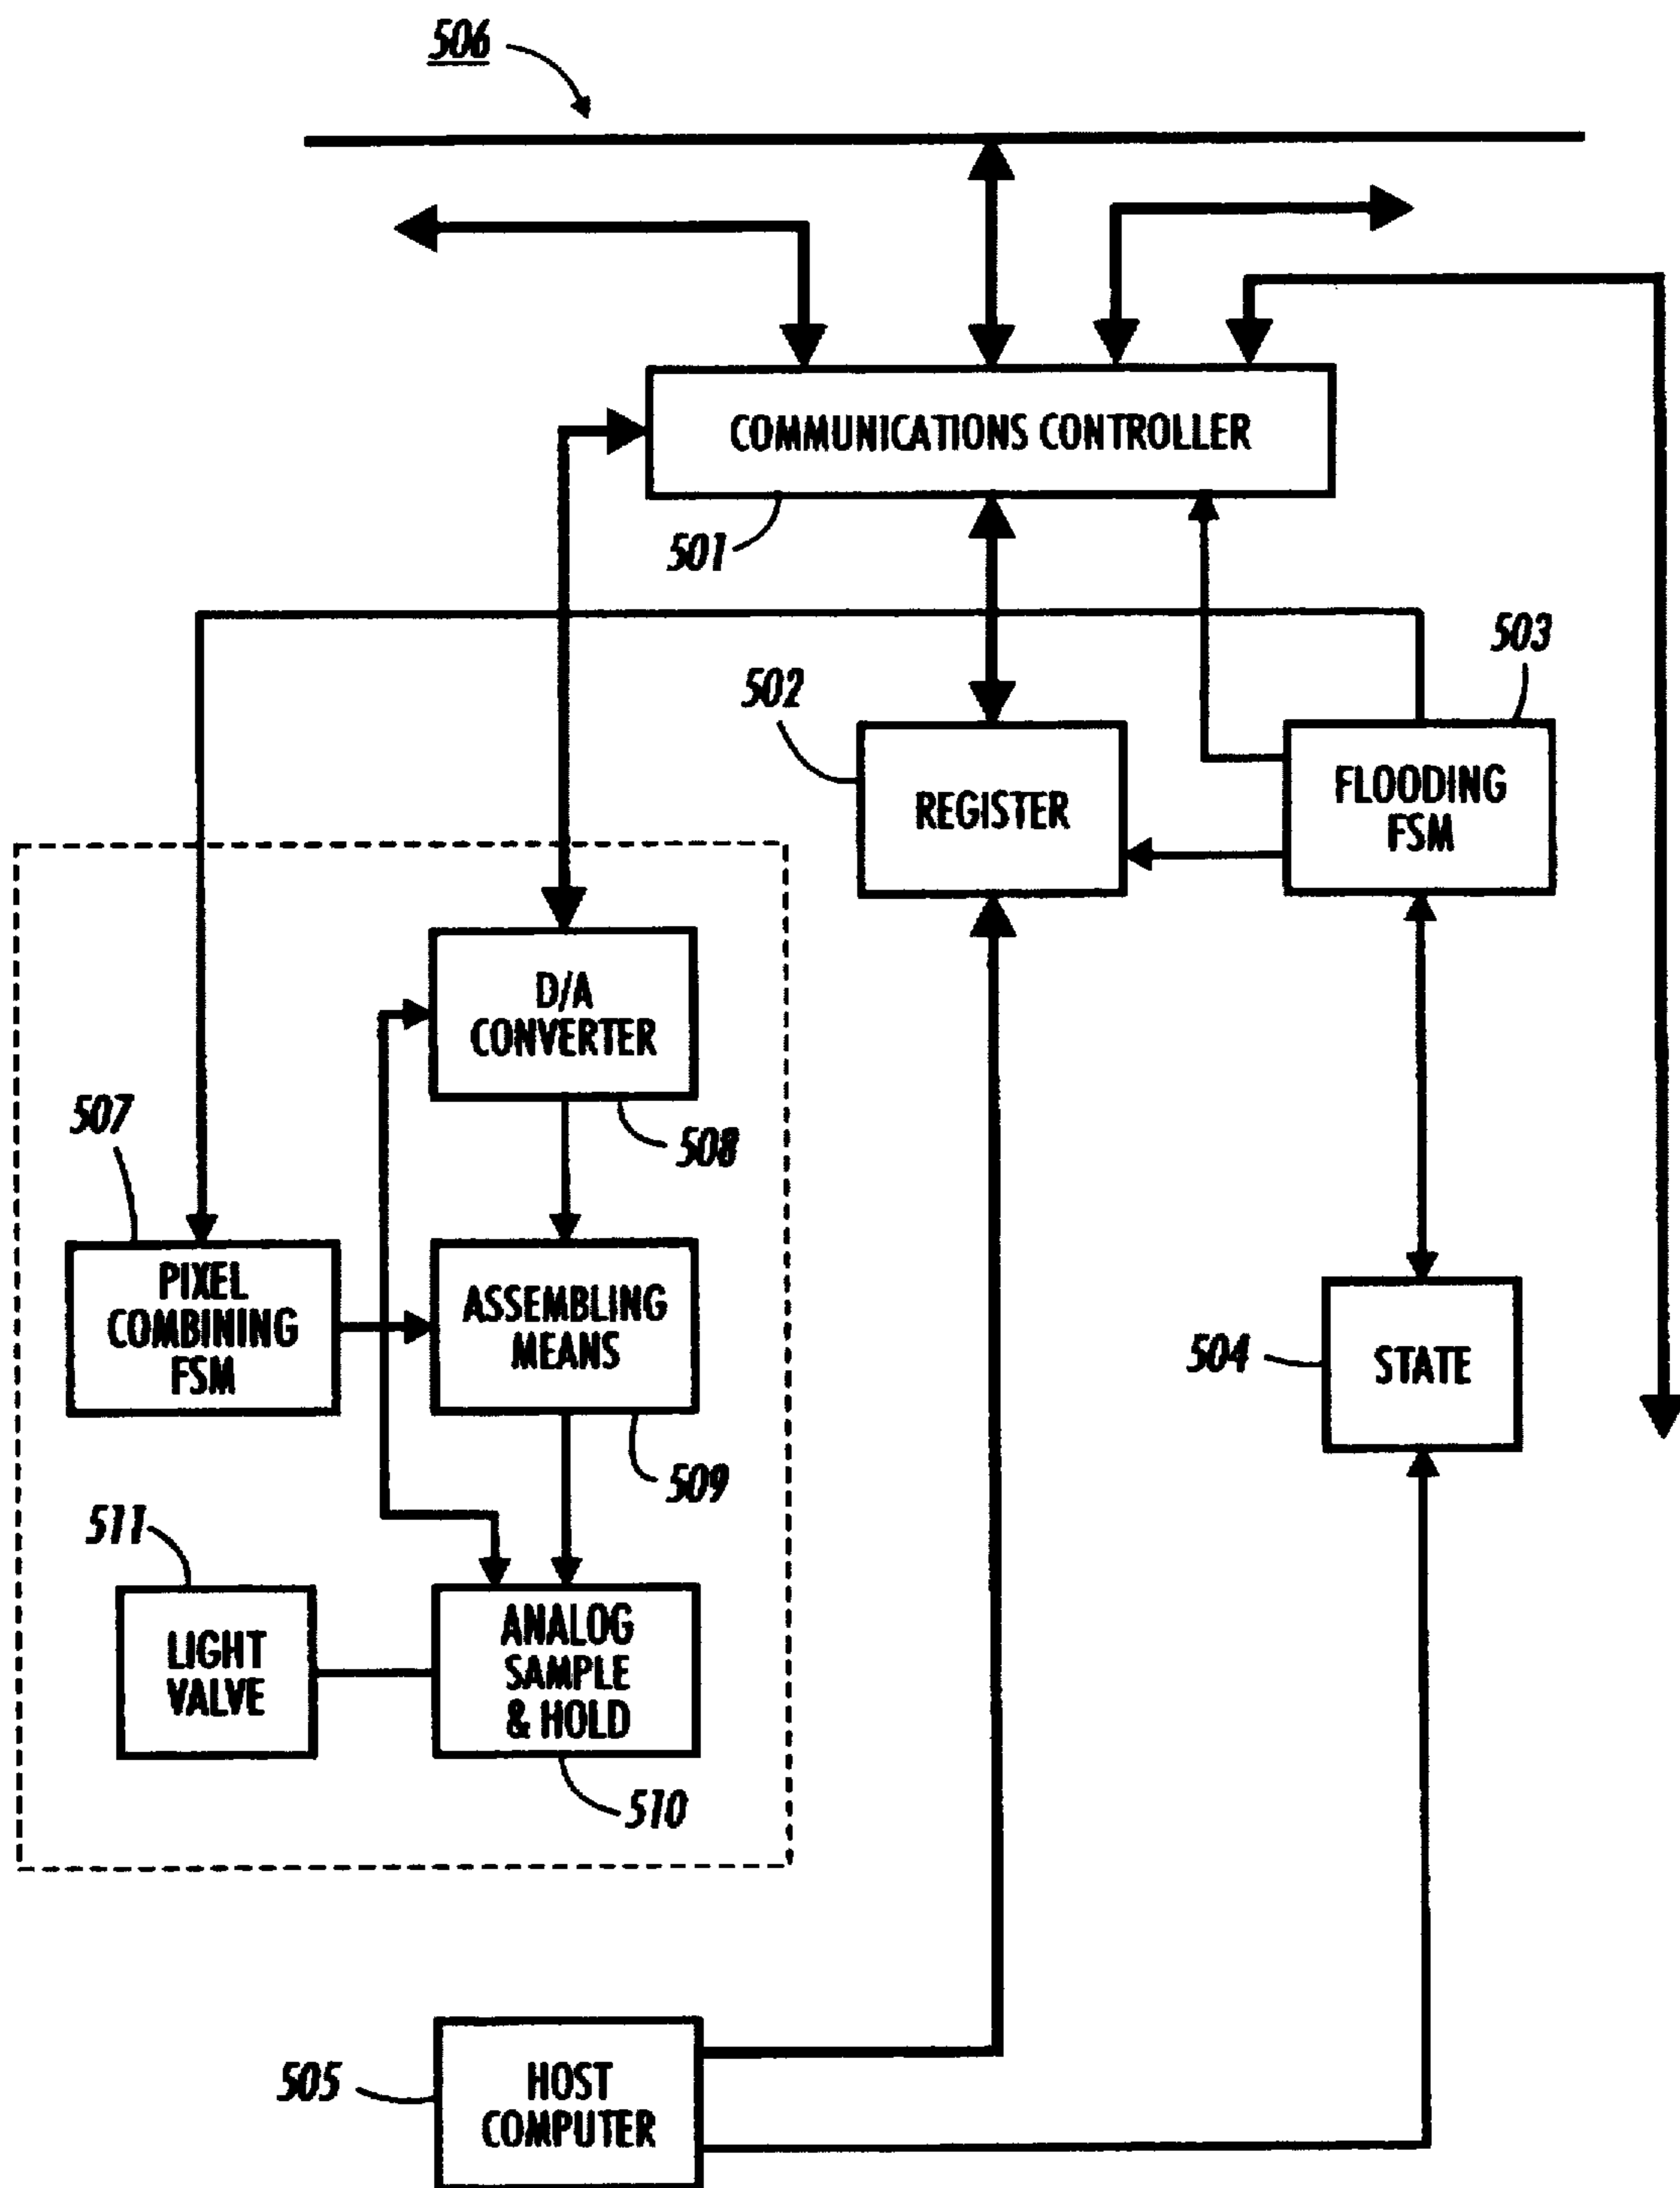 506
COMMUNICATIONS CONTROLLER
501
503
502
REGISTER
FLOODING
FSM
D/A
CONVERTER
507
508
PIXEL
COMBINING
FSM
ASSEMBLING
MEANS
504
STATE
509
511
LIGHT
VALVE
ANALOG
SAMPLE
& HOLD
510
505
HOST
COMPUTER